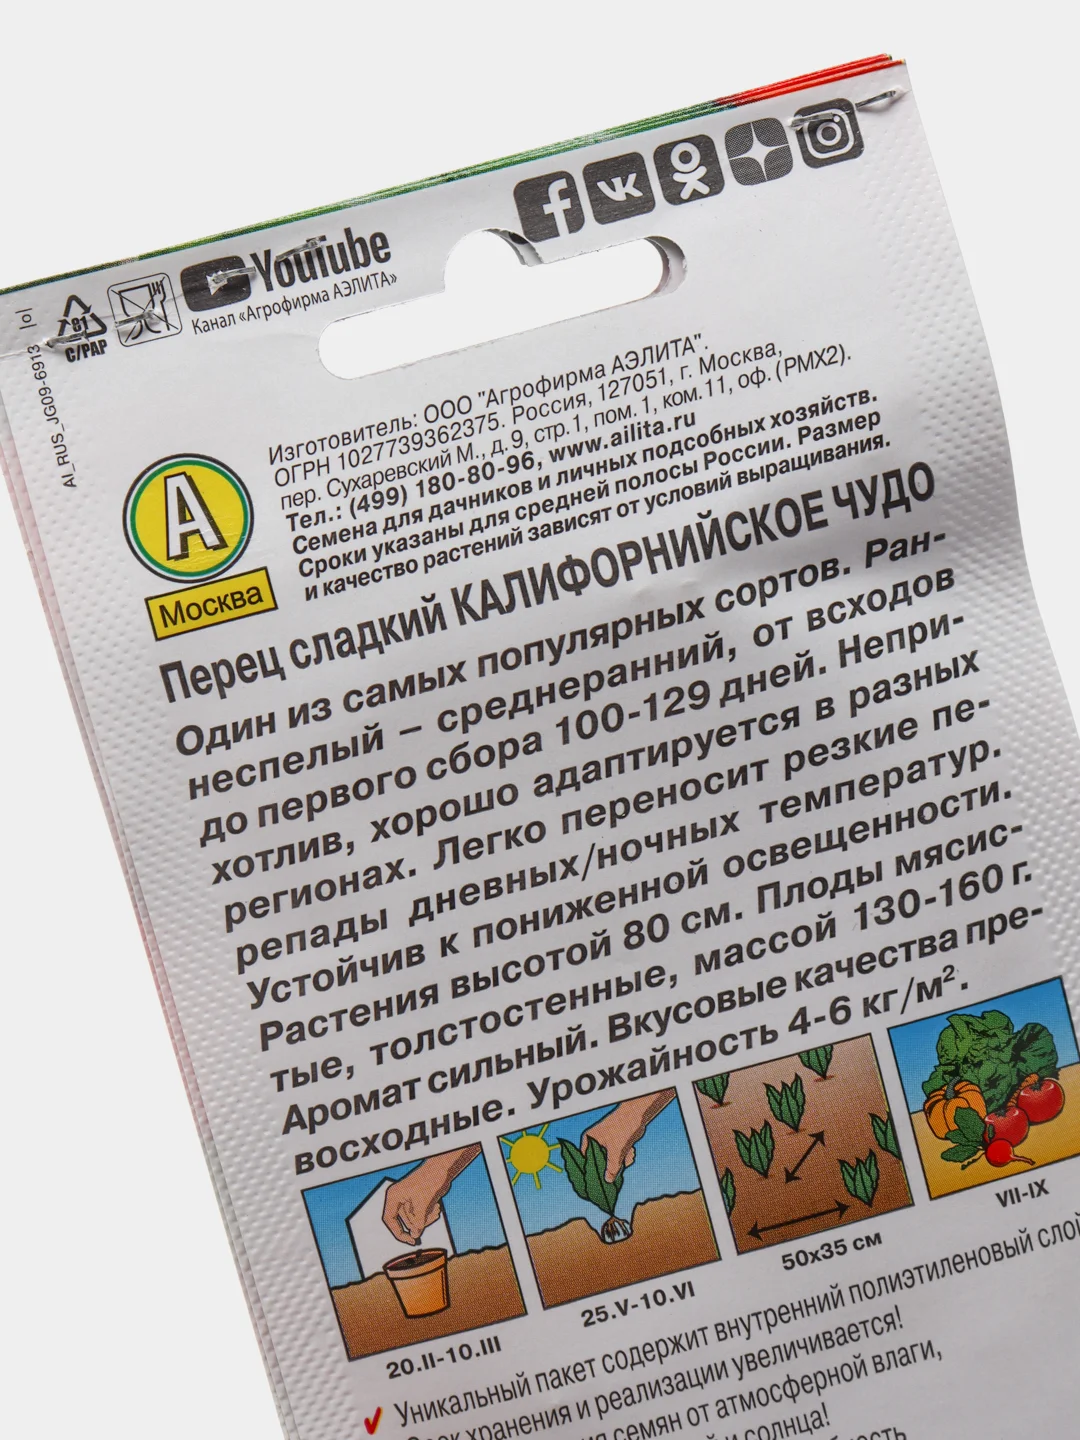 YouTube
Канал «Агрофирма АЭЛИТА»
81
C/PAP
AI_RUS_JG09-6913
А
Москва
Изготовитель: ООО "Агрофирма АЭЛИТА".
ОГРН 1027739362375. Россия, 127051, г. Москва,
пер. Сухаревский М., д.9, стр.1, пом.1, ком.11, оф. (РМХ2).
Тел.: (499) 180-80-96, www.ailita.ru
Семена для дачников и личных подсобных хозяйств.
Сроки указаны для средней полосы России. Размер
и качество растений зависят от условий выращивания.
Перец сладкий КАЛИФОРНИЙСКОЕ ЧУДО
Один из самых популярных сортов. Ран-
неспелый – среднеранний, от всходов
до первого сбора 100-129 дней. Непри-
хотлив, хорошо адаптируется в разных
регионах. Легко переносит резкие пе-
репады дневных/ночных температур.
Устойчив к пониженной освещенности.
Растения высотой 80 см. Плоды мясис-
тые, толстостенные, массой 130-160 г.
Аромат сильный. Вкусовые качества пре-
восходные. Урожайность 4-6 кг/м².
20.II-10.III
25.V-10.VI
50х35 см
VII-IX
Уникальный пакет содержит внутренний полиэтиленовый слой
хранения и реализации увеличивается!
семян от атмосферной влаги,
и солнца!